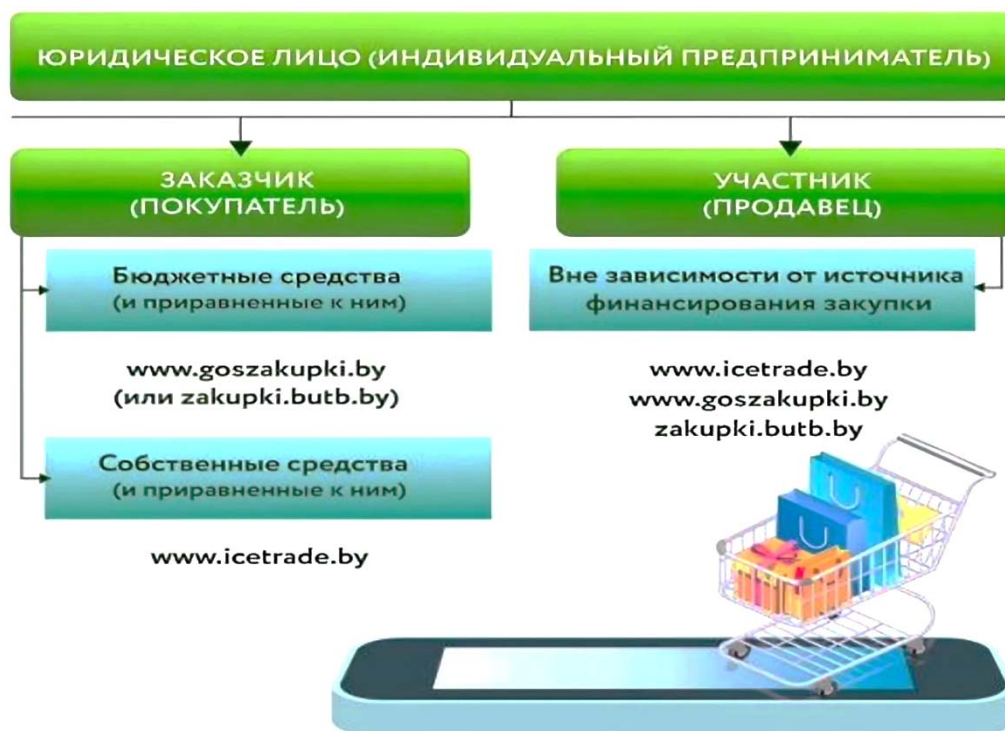 ЮРИДИЧЕСКОЕ ЛИЦО (ИНДИВИДУАЛЬНЫЙ ПРЕДПРИНИМАТЕЛЬ)
ЗАКАЗЧИК
(ПОКУПАТЕЛЬ)
Бюджетные средства
(и приравненные к ним)
www.goszakupki.by
(или zakupki.butb.by)
Собственные средства
(и приравненные к ним)
www.icetrade.by
УЧАСТНИК
(ПРОДАВЕЦ)
Вне зависимости от источника
финансирования закупки
www.icetrade.by
www.goszakupki.by
zakupki.butb.by